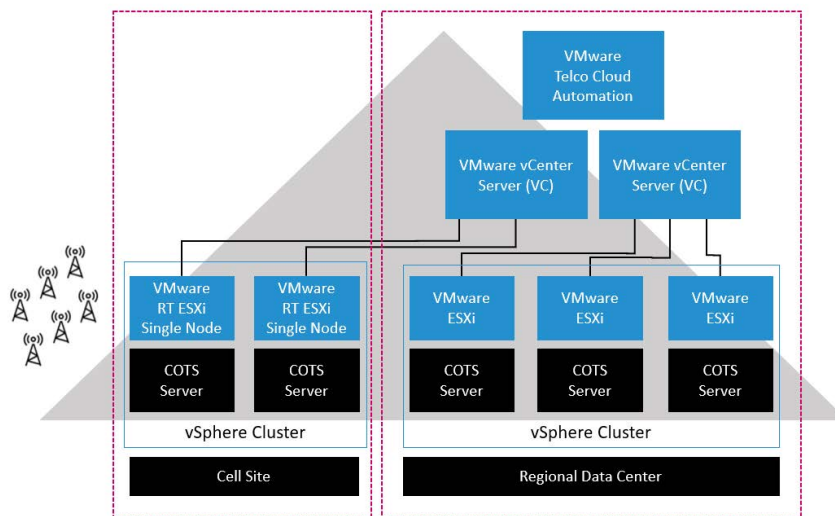 VMware
Telco Cloud
Automation
VMware vCenter
Server (VC)
VMware vCenter
Server (VC)
VMware
RT ESXi
Single Node
VMware
RT ESXi
Single Node
VMware
ESXi
VMware
ESXi
VMware
ESXi
COTS
Server
COTS
Server
COTS
Server
COTS
Server
COTS
Server
vSphere Cluster
vSphere Cluster
Cell Site
Regional Data Center